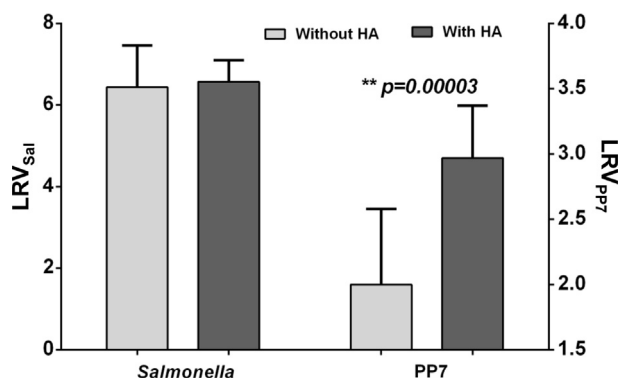 Without HA
With HA
** p=0.00003
LRVSal
8
6
4
2
0
LRVPP7
4.0
3.5
3.0
2.5
2.0
1.5
Salmonella
PP7